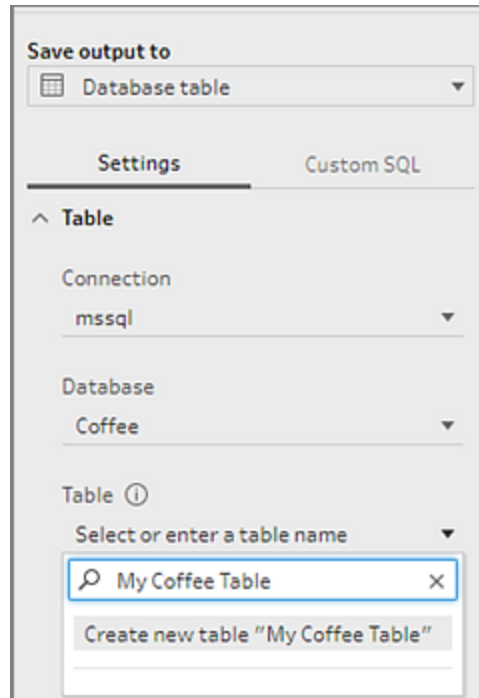 Save output to
Database table
Settings Custom SQL
Table
Connection
mssql
Database
Coffee
Table
Select or enter a table name
My Coffee Table
Create new table "My Coffee Table"